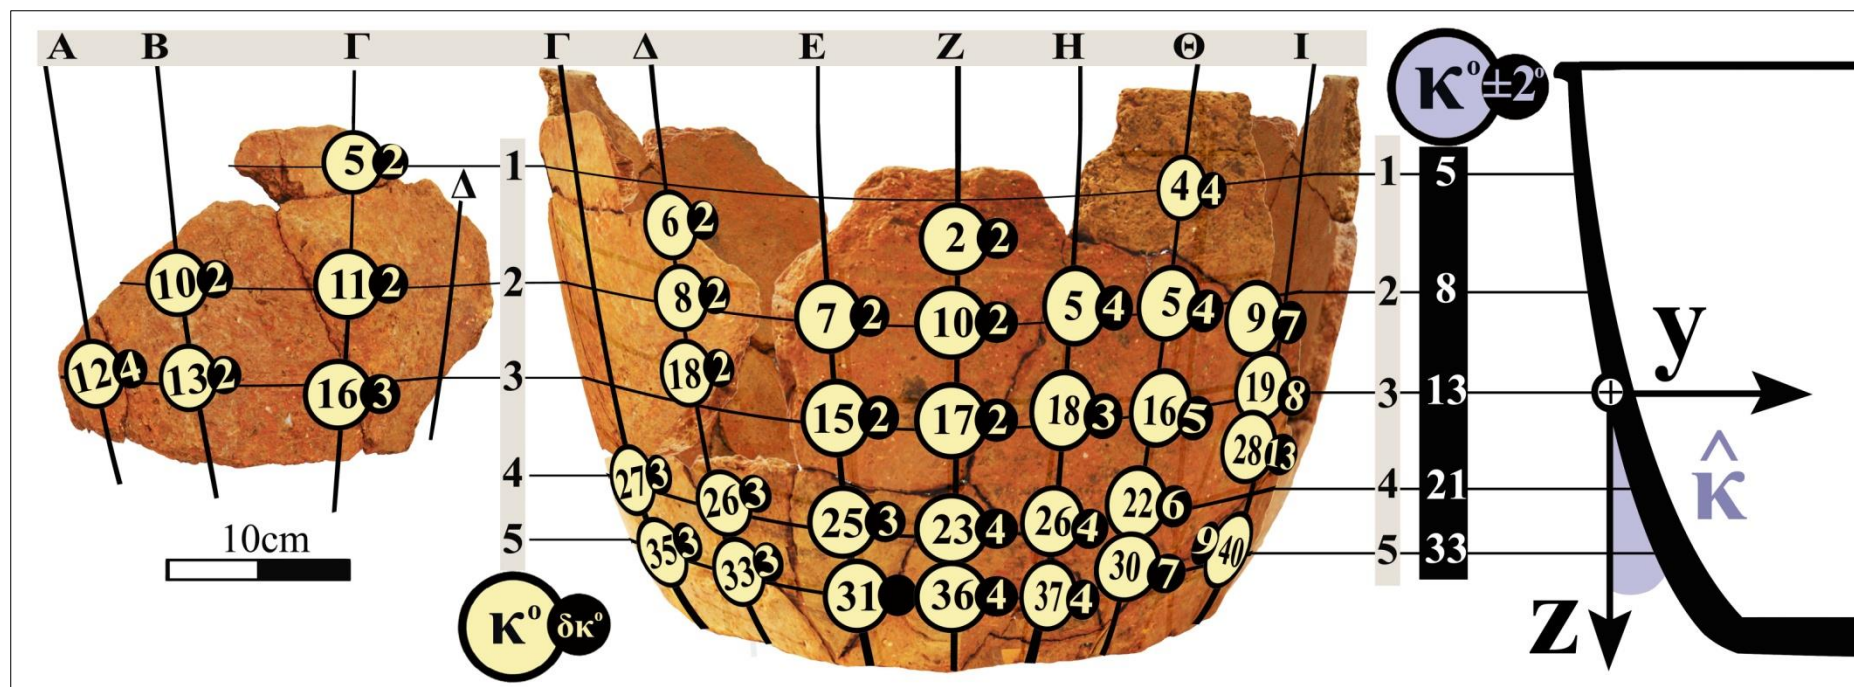 Α Β Γ Γ Δ Ε Ζ Η Θ Ι κ° ±2°
1 5 2 Δ 4 4 1 5
6 2 2 2
2 10 2 11 2 8 2 7 2 10 2 5 4 5 4 9 7 2 8
y
3 12 4 13 2 16 3 18 2 15 2 17 2 18 3 16 5 19 8 3 13
28 13
4 27 3 26 3 25 3 23 4 26 4 22 6 4 21 κ̂
10cm
5 35 3 33 3 31 36 4 37 4 30 7 9 40 5 33
κ° δκ° z